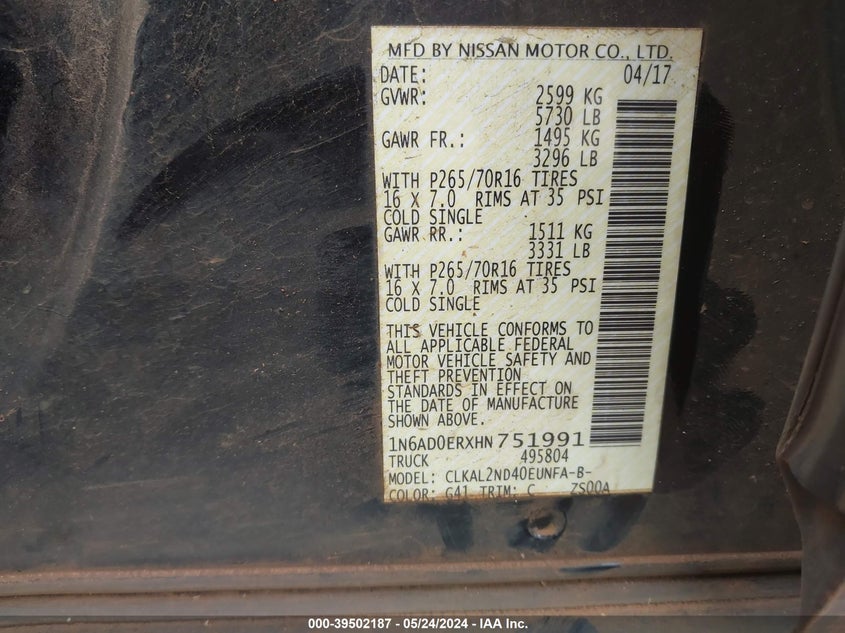 MFD BY NISSAN MOTOR CO., LTD.
DATE: 04/17
GVWR: 2599 KG
5730 LB
GAWR FR.: 1495 KG
3296 LB
WITH P265/70R16 TIRES
16 X 7.0 RIMS AT 35 PSI
COLD SINGLE
GAWR RR.: 1511 KG
3331 LB
WITH P265/70R16 TIRES
16 X 7.0 RIMS AT 35 PSI
COLD SINGLE
THIS VEHICLE CONFORMS TO
ALL APPLICABLE FEDERAL
MOTOR VEHICLE SAFETY AND
THEFT PREVENTION
STANDARDS IN EFFECT ON
THE DATE OF MANUFACTURE
SHOWN ABOVE.
1N6AD0ERXHN751991
TRUCK 495804
MODEL: CLKAL2ND40EUNFA-B-
COLOR: G41 TRIM: C ZS00A
000-39502187 - 05/24/2024 - IAA Inc.